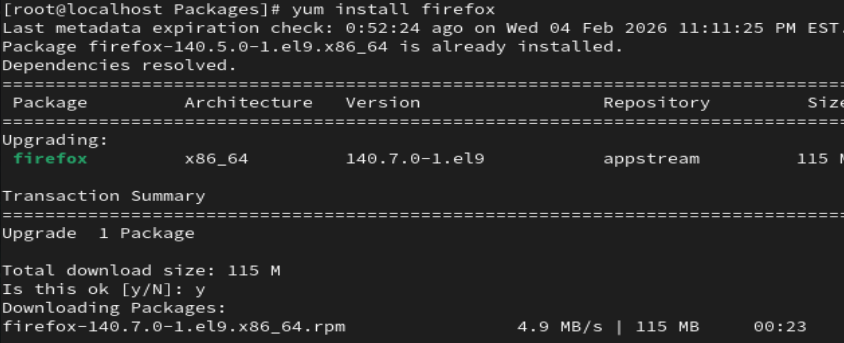 [root@localhost Packages]# yum install firefox
Last metadata expiration check: 0:52:24 ago on Wed 04 Feb 2026 11:11:25 PM EST.
Package firefox-140.5.0-1.el9.x86_64 is already installed.
Dependencies resolved.
================================================================================
Package Architecture Version Repository Size
================================================================================
Upgrading:
firefox x86_64 140.7.0-1.el9 appstream 115 M
Transaction Summary
================================================================================
Upgrade 1 Package
Total download size: 115 M
Is this ok [y/N]: y
Downloading Packages:
firefox-140.7.0-1.el9.x86_64.rpm 4.9 MB/s | 115 MB 00:23